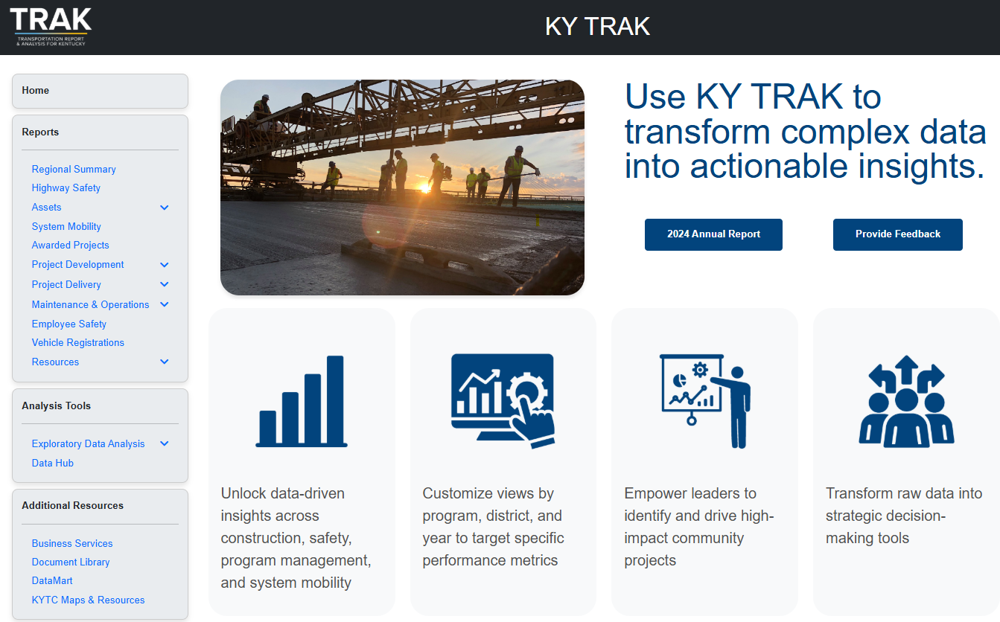 TRAK
TRANSPORTATION REPORT
& ANALYSIS FOR KENTUCKY
KY TRAK
Home
Reports
Regional Summary
Highway Safety
Assets
System Mobility
Awarded Projects
Project Development
Project Delivery
Maintenance & Operations
Employee Safety
Vehicle Registrations
Resources
Analysis Tools
Exploratory Data Analysis
Data Hub
Additional Resources
Business Services
Document Library
DataMart
KYTC Maps & Resources
Use KY TRAK to
transform complex data
into actionable insights.
2024 Annual Report
Provide Feedback
Unlock data-driven
insights across
construction, safety,
program management,
and system mobility
Customize views by
program, district, and
year to target specific
performance metrics
Empower leaders to
identify and drive high-
impact community
projects
Transform raw data into
strategic decision-
making tools